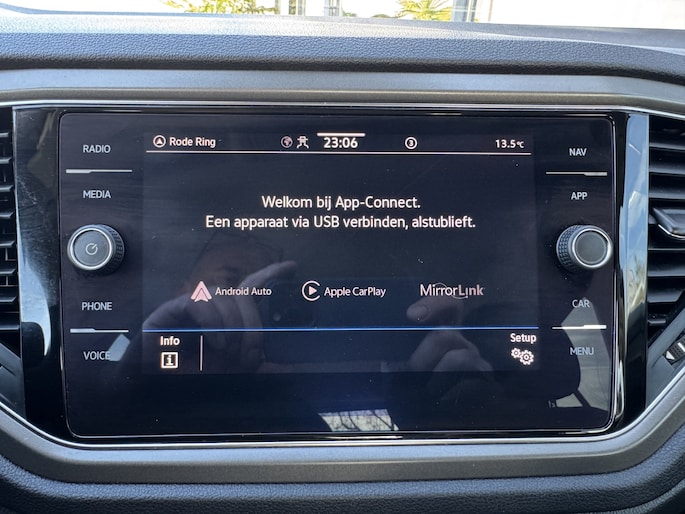 RADIO
MEDIA
PHONE
VOICE
Rode Ring 23:06 3 13.5°C
Welkom bij App-Connect.
Een apparaat via USB verbinden, alstublieft.
Android Auto Apple CarPlay MirrorLink
Info Setup
NAV
APP
CAR
MENU